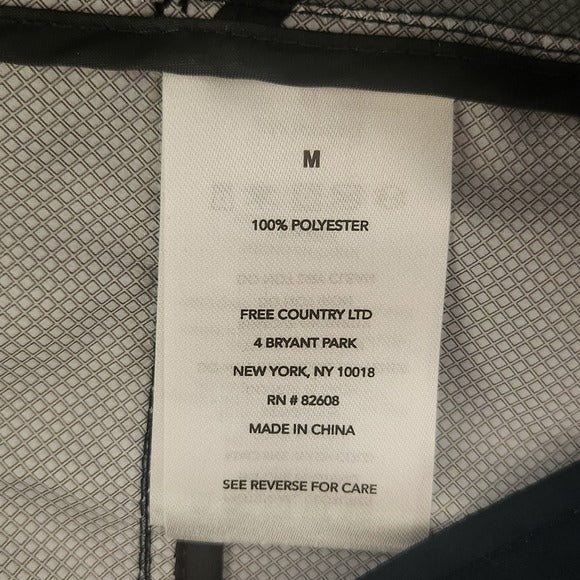 M
100% POLYESTER
FREE COUNTRY LTD
4 BRYANT PARK
NEW YORK, NY 10018
RN # 82608
MADE IN CHINA
SEE REVERSE FOR CARE